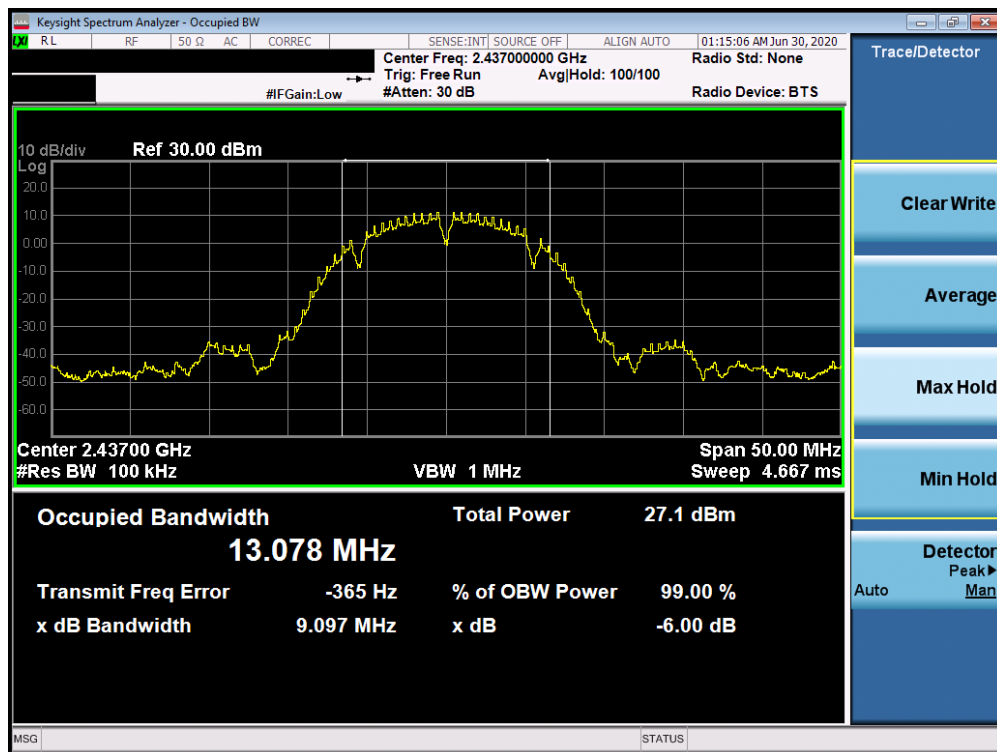 Keysight Spectrum Analyzer - Occupied BW
LXI RL RF 50 Ω AC CORREC SENSE:INT SOURCE OFF ALIGN AUTO 01:15:06 AM Jun 30, 2020
Center Freq: 2.437000000 GHz Radio Std: None
Trig: Free Run Avg|Hold: 100/100
#IFGain:Low #Atten: 30 dB Radio Device: BTS
Trace/Detector
10 dB/div Ref 30.00 dBm
Log
20.0
10.0
0.00
-10.0
-20.0
-30.0
-40.0
-50.0
-60.0
Center 2.43700 GHz Span 50.00 MHz
#Res BW 100 kHz VBW 1 MHz Sweep 4.667 ms
Occupied Bandwidth Total Power 27.1 dBm
13.078 MHz
Transmit Freq Error -365 Hz % of OBW Power 99.00 %
x dB Bandwidth 9.097 MHz x dB -6.00 dB
Clear Write
Average
Max Hold
Min Hold
Detector
Peak▶
Auto Man
MSG STATUS